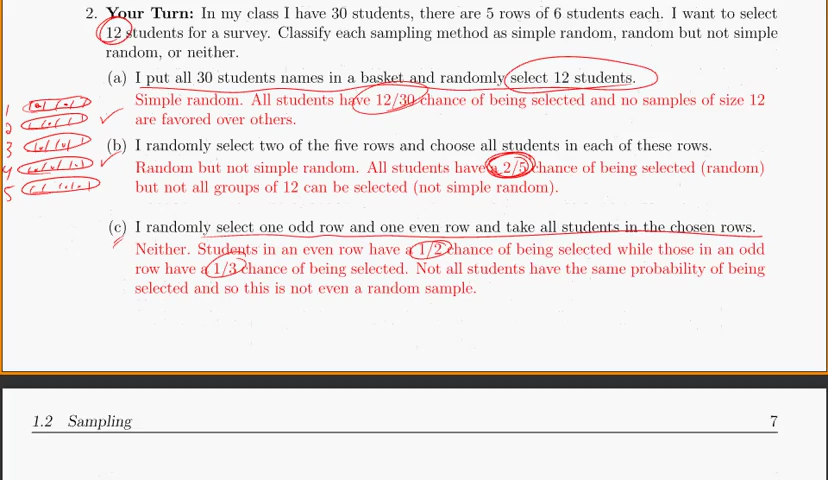 2. Your Turn: In my class I have 30 students, there are 5 rows of 6 students each. I want to select
12 students for a survey. Classify each sampling method as simple random, random but not simple
random, or neither.
(a) I put all 30 students names in a basket and randomly select 12 students.
Simple random. All students have 12/30 chance of being selected and no samples of size 12
are favored over others.
1
2
3
4
5
(b) I randomly select two of the five rows and choose all students in each of these rows.
Random but not simple random. All students have a 2/5 chance of being selected (random)
but not all groups of 12 can be selected (not simple random).
(c) I randomly select one odd row and one even row and take all students in the chosen rows.
Neither. Students in an even row have a 1/2 chance of being selected while those in an odd
row have a 1/3 chance of being selected. Not all students have the same probability of being
selected and so this is not even a random sample.
1.2 Sampling 7